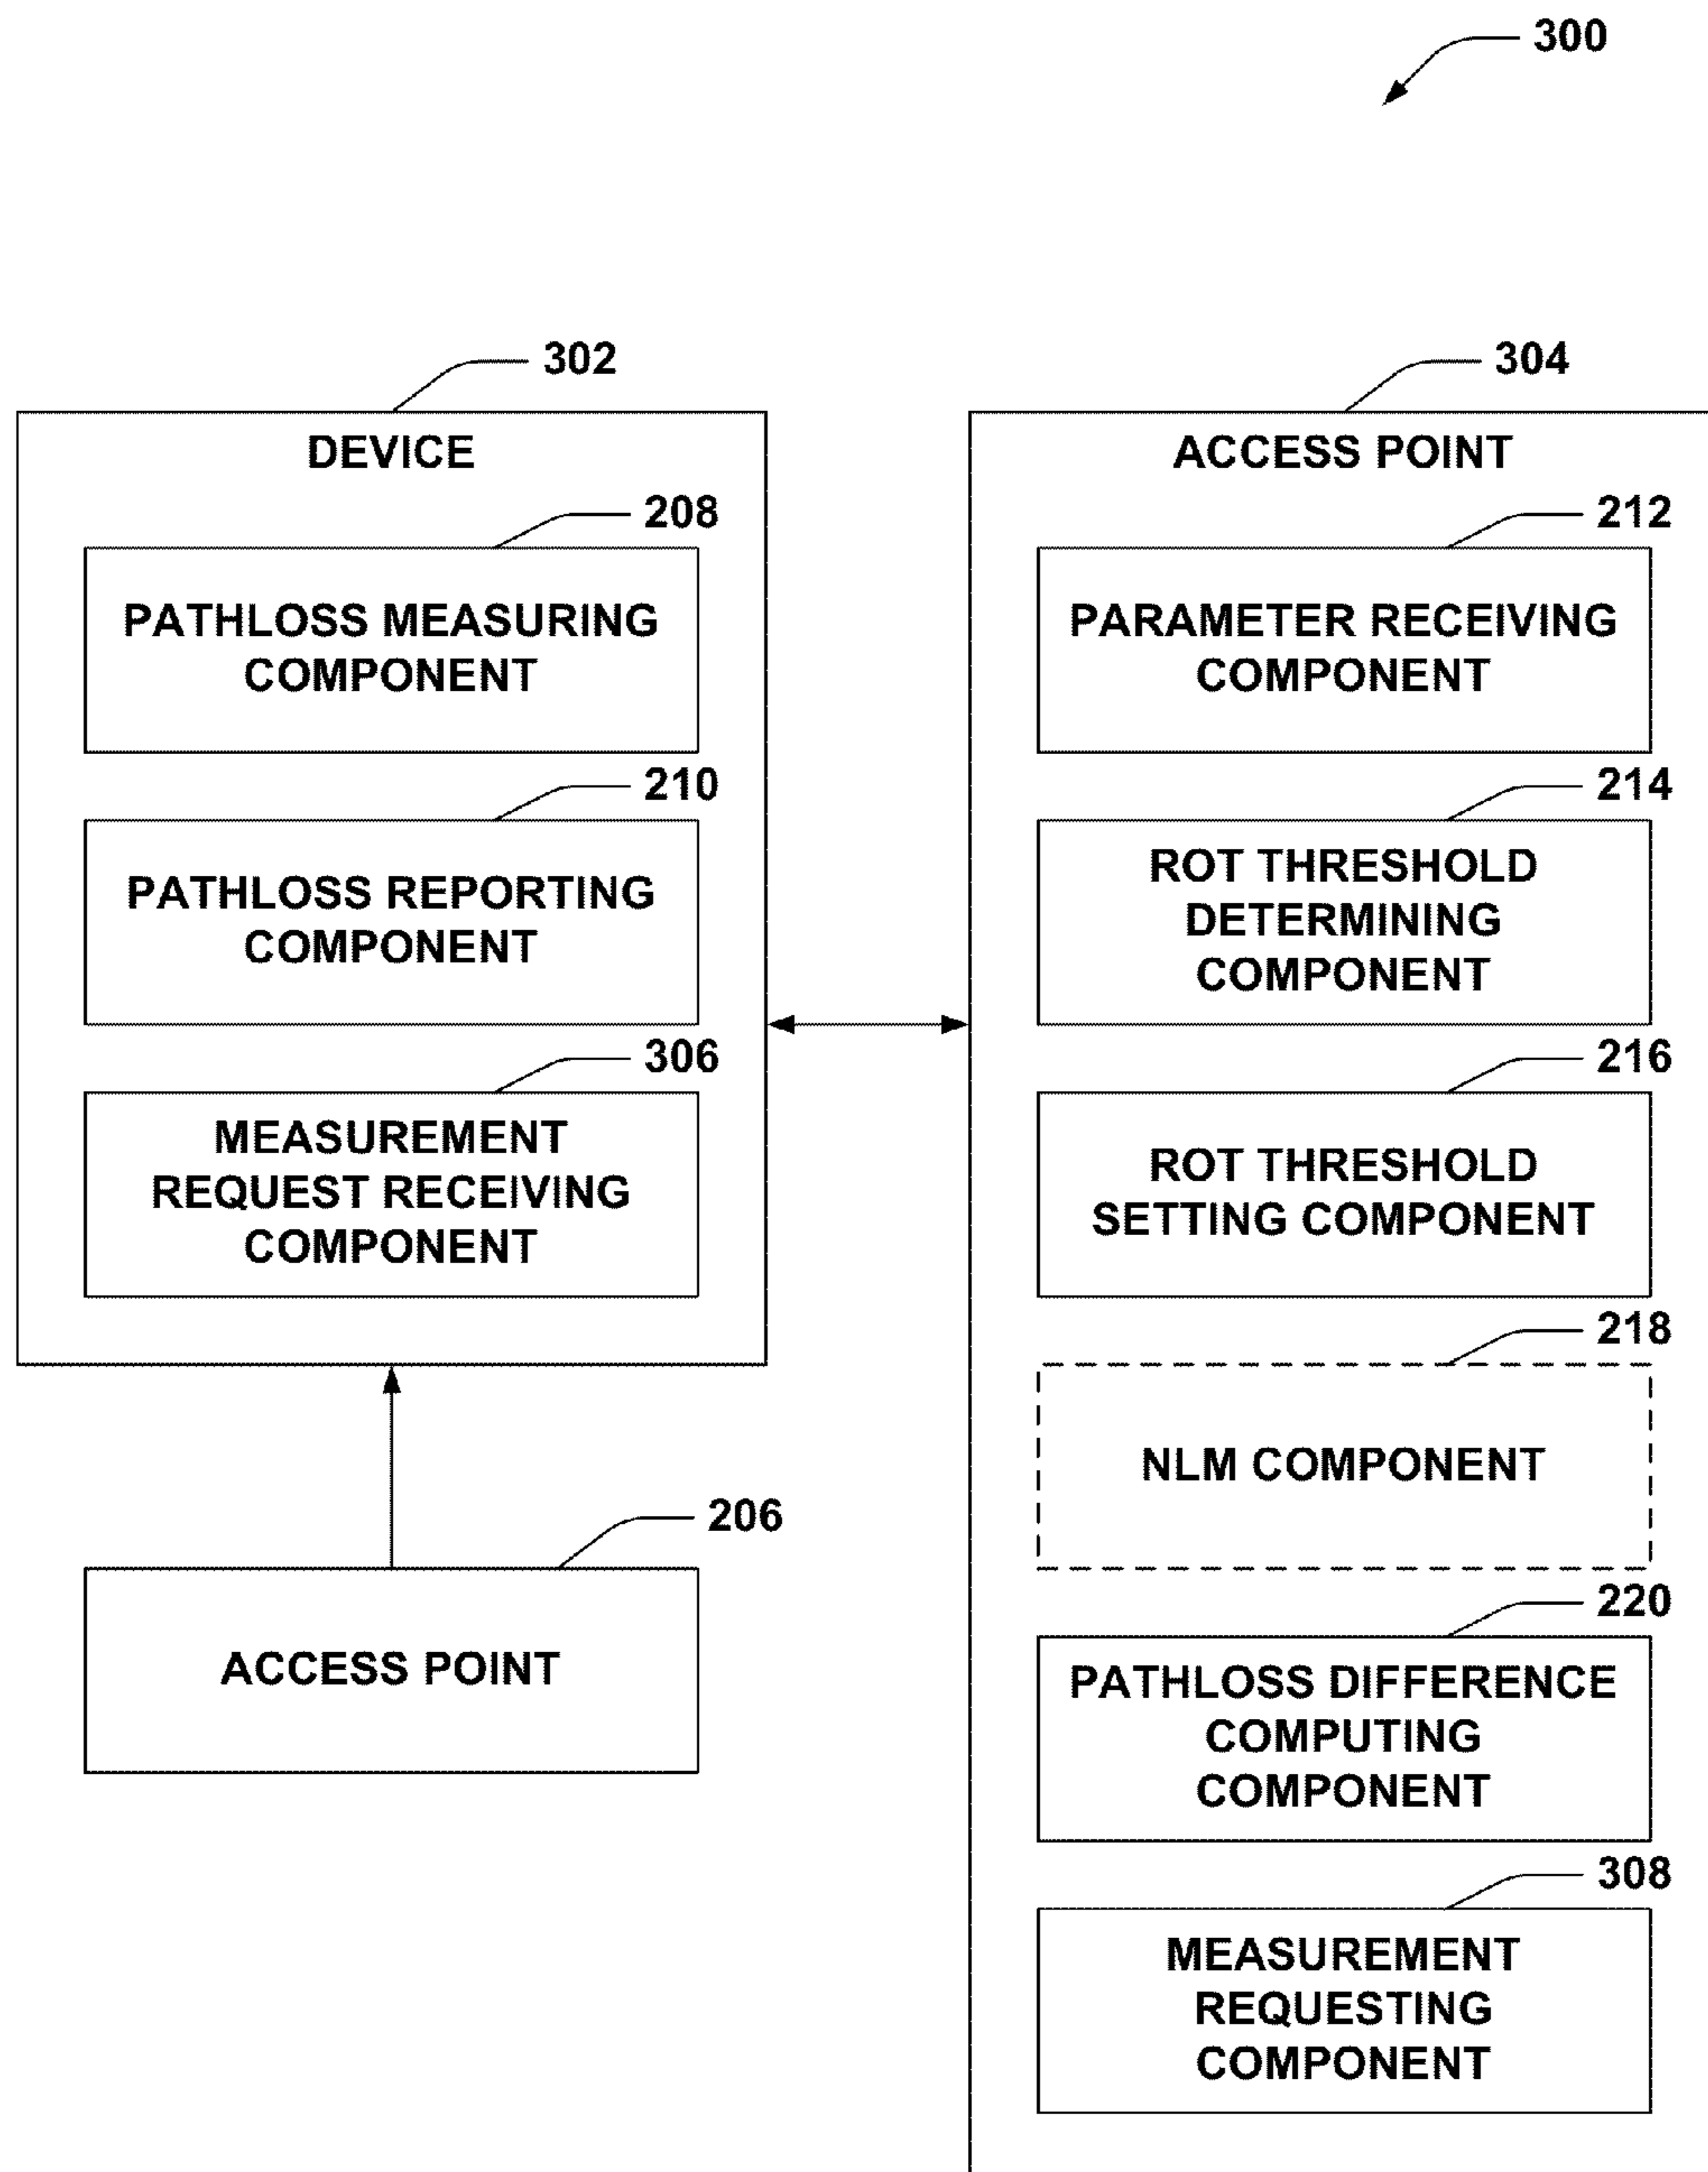 300
302
DEVICE
208
PATHLOSS MEASURING
COMPONENT
210
PATHLOSS REPORTING
COMPONENT
306
MEASUREMENT
REQUEST RECEIVING
COMPONENT
206
ACCESS POINT
304
ACCESS POINT
212
PARAMETER RECEIVING
COMPONENT
214
ROT THRESHOLD
DETERMINING
COMPONENT
216
ROT THRESHOLD
SETTING COMPONENT
218
NLM COMPONENT
220
PATHLOSS DIFFERENCE
COMPUTING
COMPONENT
308
MEASUREMENT
REQUESTING
COMPONENT